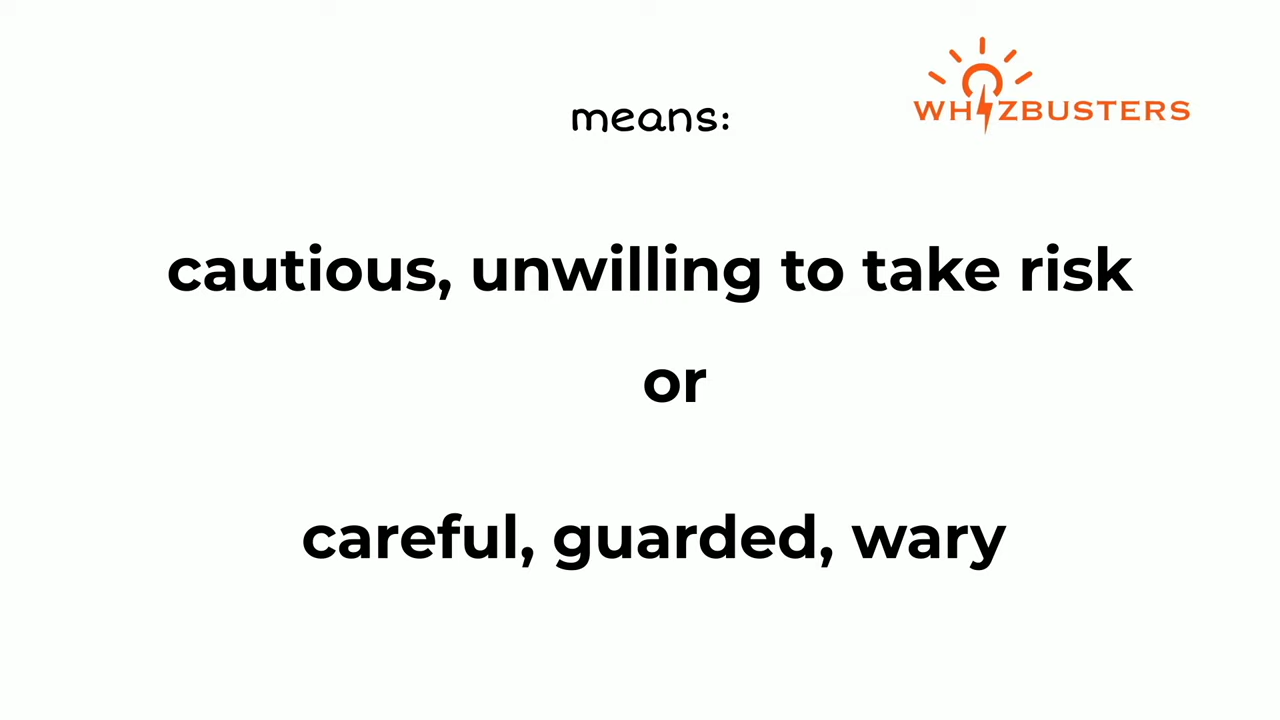 WHIZBUSTERS
means:
cautious, unwilling to take risk
or
careful, guarded, wary